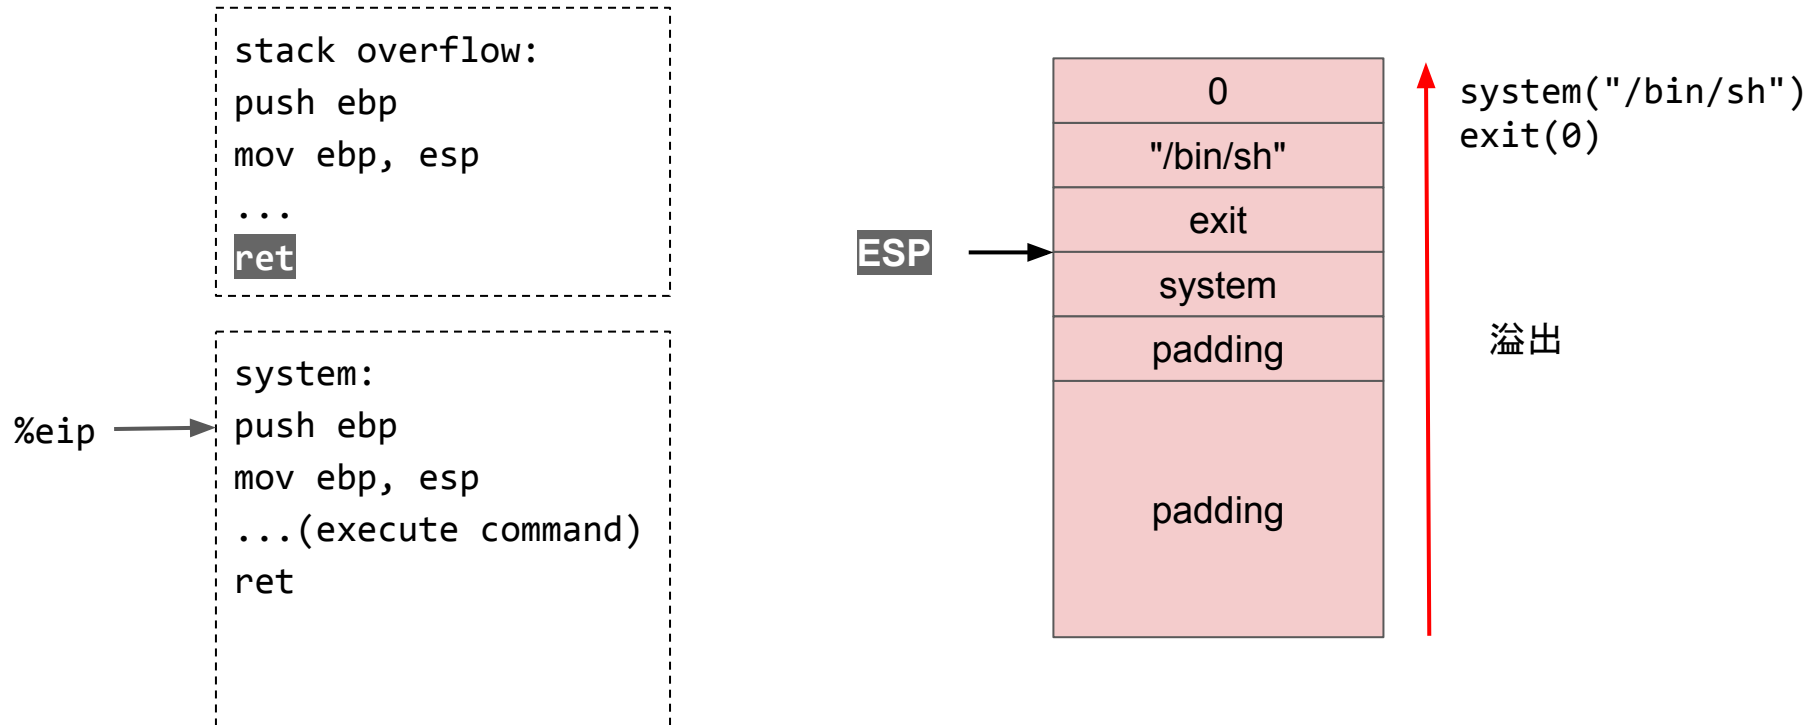 stack overflow:
push ebp
mov ebp, esp
...
ret
%eip
system:
push ebp
mov ebp, esp
...(execute command)
ret
ESP
0
"/bin/sh"
exit
system
padding
padding
system("/bin/sh")
exit(0)
溢出